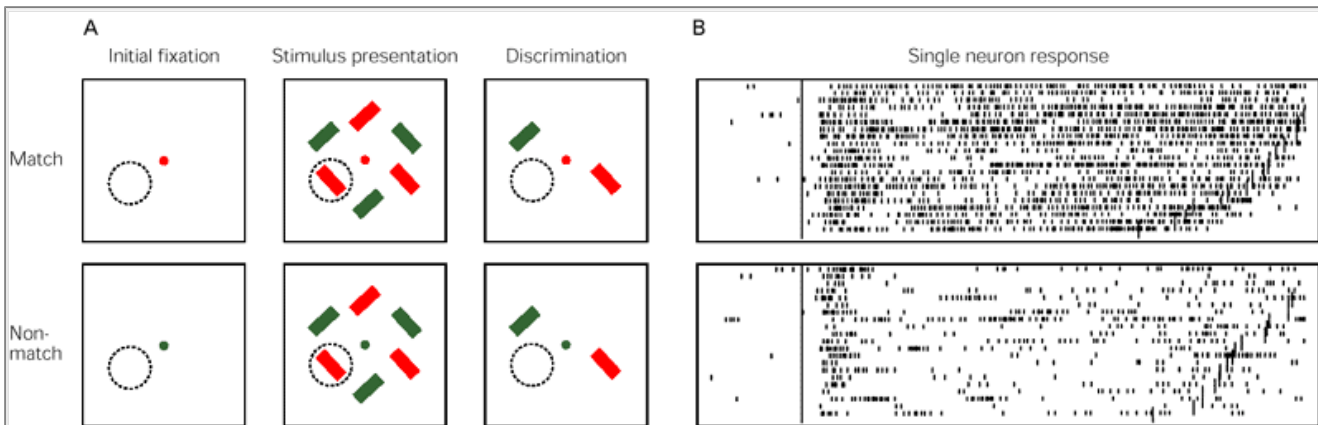 A
B
Initial fixation
Stimulus presentation
Discrimination
Single neuron response
Match
Non-
match